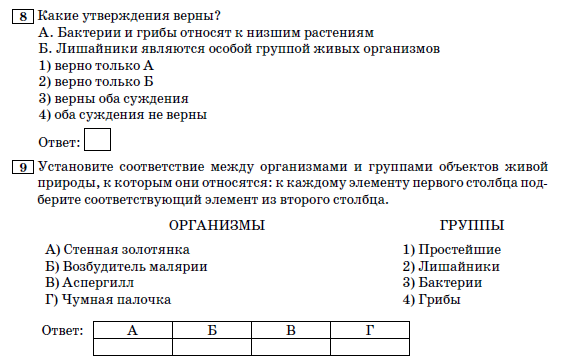 8 Какие утверждения верны?
А. Бактерии и грибы относят к низшим растениям
Б. Лишайники являются особой группой живых организмов
1) верно только А
2) верно только Б
3) верны оба суждения
4) оба суждения не верны
Ответ:
9 Установите соответствие между организмами и группами объектов живой
природы, к которым они относятся: к каждому элементу первого столбца под-
берите соответствующий элемент из второго столбца.
ОРГАНИЗМЫ ГРУППЫ
А) Стенная золотянка 1) Простейшие
Б) Возбудитель малярии 2) Лишайники
В) Аспергилл 3) Бактерии
Г) Чумная палочка 4) Грибы
Ответ: А Б В Г